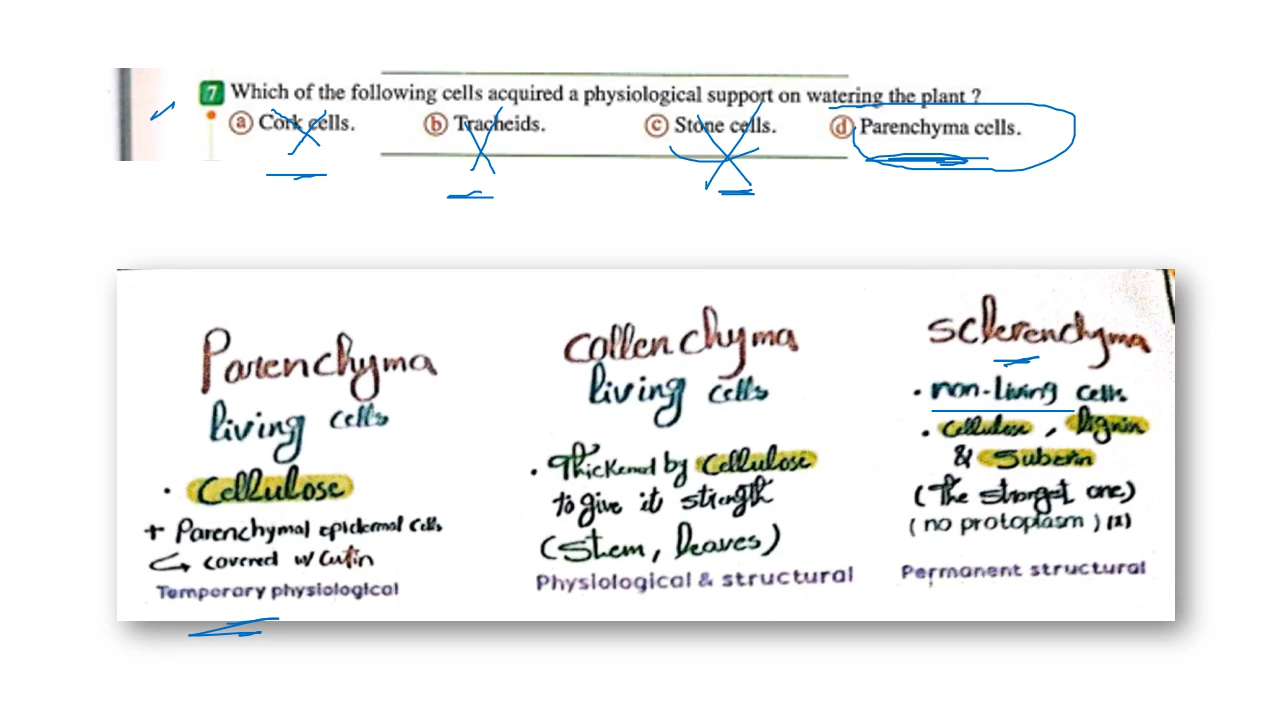 7 Which of the following cells acquired a physiological support on watering the plant ?
a Cork cells. b Tracheids. c Stone cells. d Parenchyma cells.
Parenchyma
living cells
· Cellulose
+ Parenchymal epidermal cells
↳ covered w/ Cutin
Temporary physiological
Collenchyma
living cells
· Thickened by Cellulose
to give it strength
(Stem, Leaves)
Physiological & structural
Sclerenchyma
· non-living cells
· Cellulose, Lignin
& Suberin
(The strongest one)
(no protoplasm)
Permanent structural